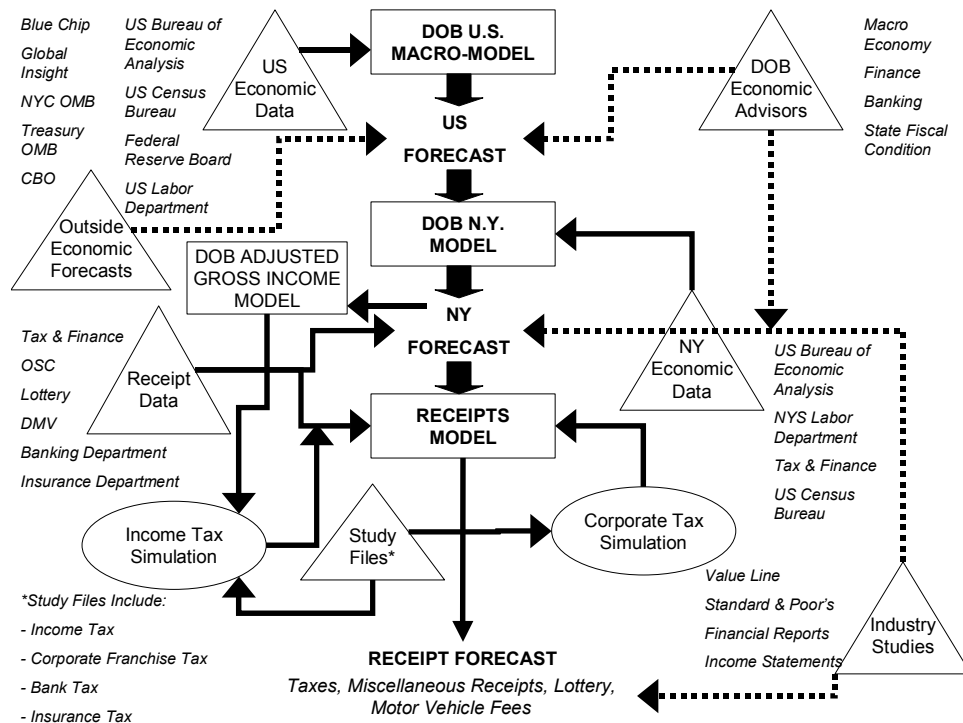 Blue Chip
Global
Insight
NYC OMB
Treasury
OMB
CBO
US Bureau of
Economic
Analysis
US Census
Bureau
Federal
Reserve Board
US Labor
Department
US
Economic
Data
DOB U.S.
MACRO-MODEL
US
FORECAST
DOB
Economic
Advisors
Macro
Economy
Finance
Banking
State Fiscal
Condition
Outside
Economic
Forecasts
DOB ADJUSTED
GROSS INCOME
MODEL
DOB N.Y.
MODEL
NY
FORECAST
NY
Economic
Data
US Bureau of
Economic
Analysis
NYS Labor
Department
Tax & Finance
US Census
Bureau
Tax & Finance
OSC
Lottery
DMV
Banking Department
Insurance Department
Receipt
Data
RECEIPTS
MODEL
Income Tax
Simulation
Study
Files*
Corporate Tax
Simulation
Value Line
Standard & Poor's
Financial Reports
Income Statements
Industry
Studies
*Study Files Include:
- Income Tax
- Corporate Franchise Tax
- Bank Tax
- Insurance Tax
RECEIPT FORECAST
Taxes, Miscellaneous Receipts, Lottery,
Motor Vehicle Fees